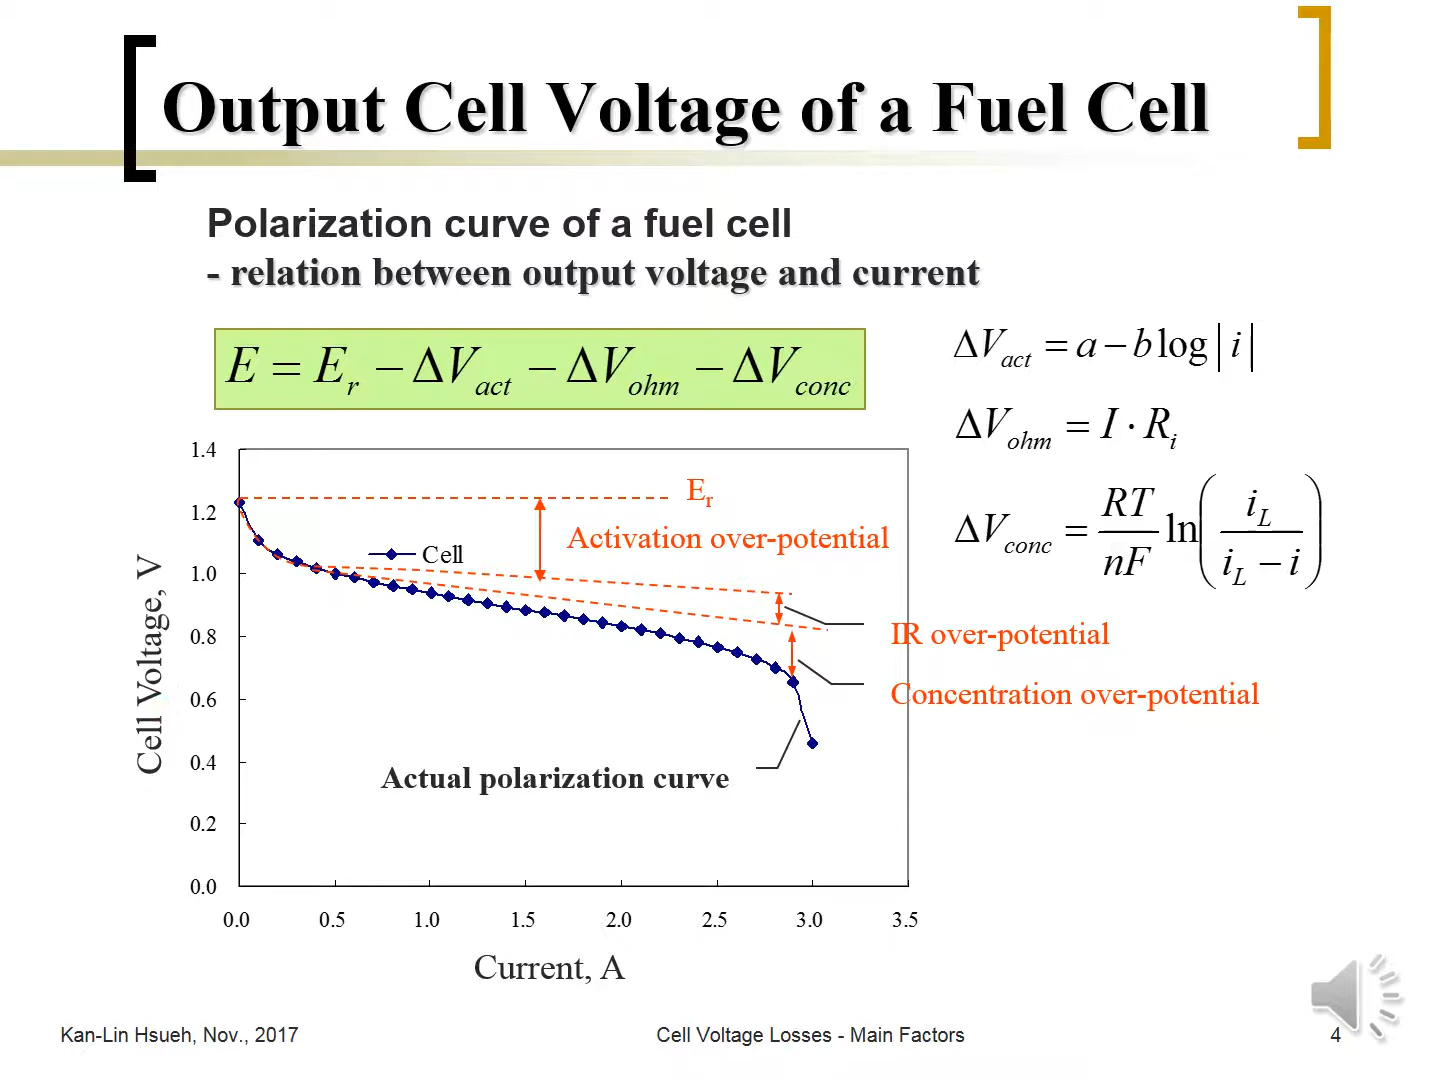 Output Cell Voltage of a Fuel Cell
Polarization curve of a fuel cell
- relation between output voltage and current
E = E_r − ΔV_act − ΔV_ohm − ΔV_conc
ΔV_act = a − b log | i |
ΔV_ohm = I · R_i
ΔV_conc = RT/nF ln( i_L / (i_L − i) )
1.4
1.2
1.0
0.8
0.6
0.4
0.2
0.0
Cell Voltage, V
E_r
Activation over-potential
Cell
IR over-potential
Concentration over-potential
Actual polarization curve
0.0 0.5 1.0 1.5 2.0 2.5 3.0 3.5
Current, A
Kan-Lin Hsueh, Nov., 2017
Cell Voltage Losses - Main Factors
4